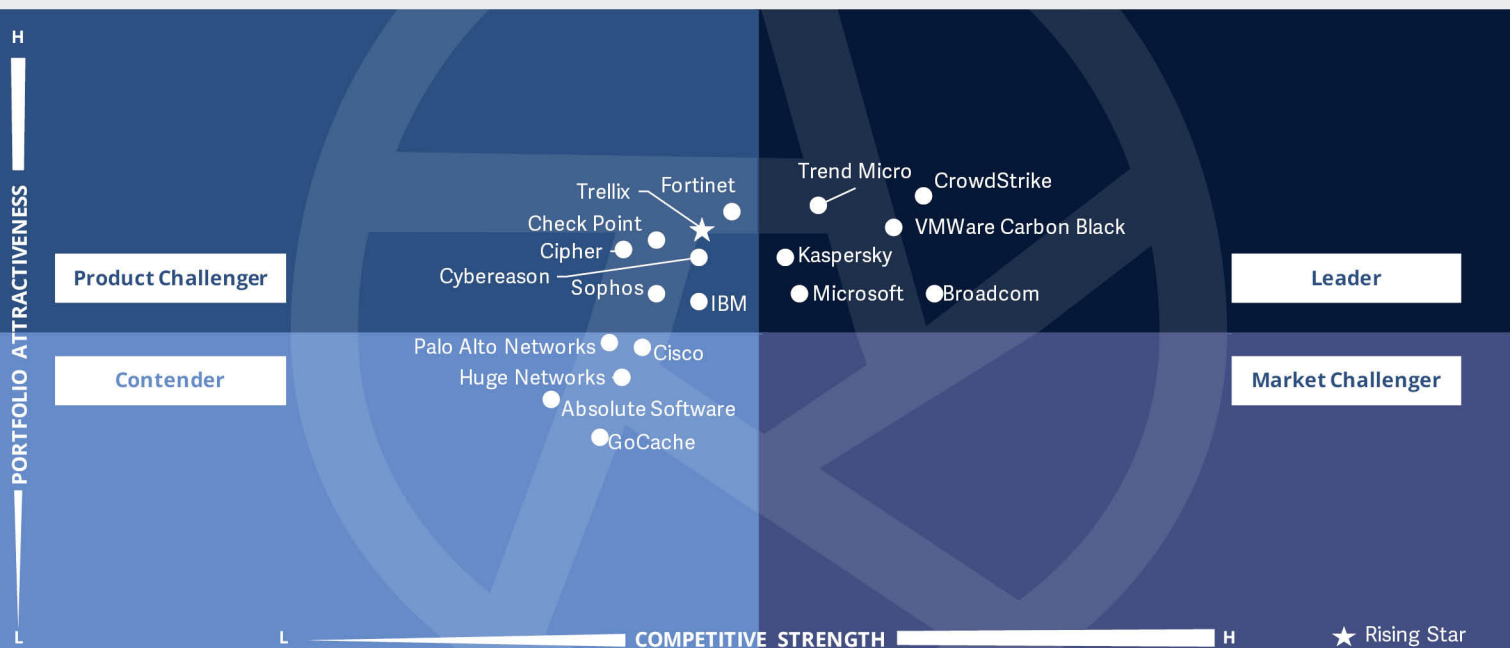 H
PORTFOLIO ATTRACTIVENESS
L
Trend Micro
CrowdStrike
Fortinet
Trellix
Check Point
VMWare Carbon Black
Cipher
Kaspersky
Cybereason
Product Challenger
Leader
Sophos
Microsoft
Broadcom
IBM
Palo Alto Networks
Cisco
Huge Networks
Contender
Market Challenger
Absolute Software
GoCache
L
COMPETITIVE STRENGTH
H
Rising Star